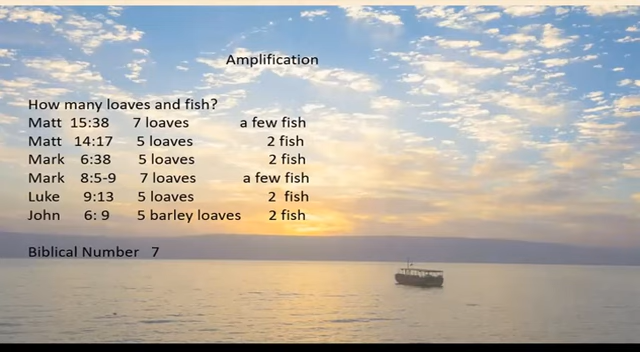 Amplification
How many loaves and fish?
Matt 15:38 7 loaves a few fish
Matt 14:17 5 loaves 2 fish
Mark 6:38 5 loaves 2 fish
Mark 8:5-9 7 loaves a few fish
Luke 9:13 5 loaves 2 fish
John 6: 9 5 barley loaves 2 fish
Biblical Number 7